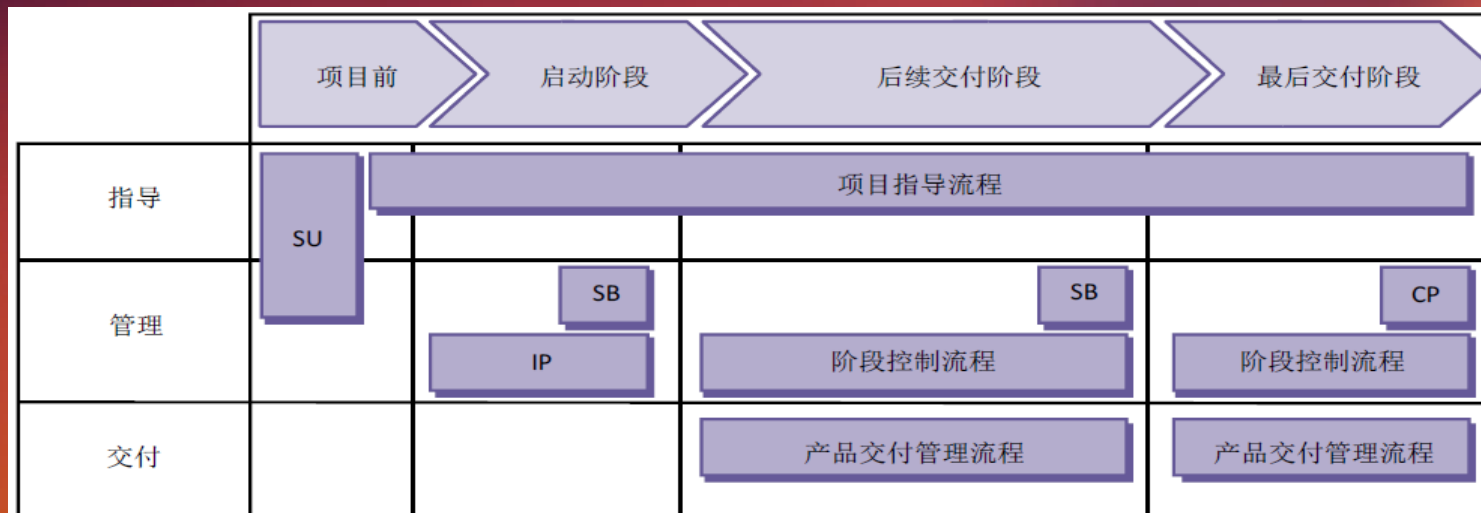 项目前 启动阶段 后续交付阶段 最后交付阶段
指导 项目指导流程
SU
管理 SB SB CP
IP 阶段控制流程 阶段控制流程
交付 产品交付管理流程 产品交付管理流程